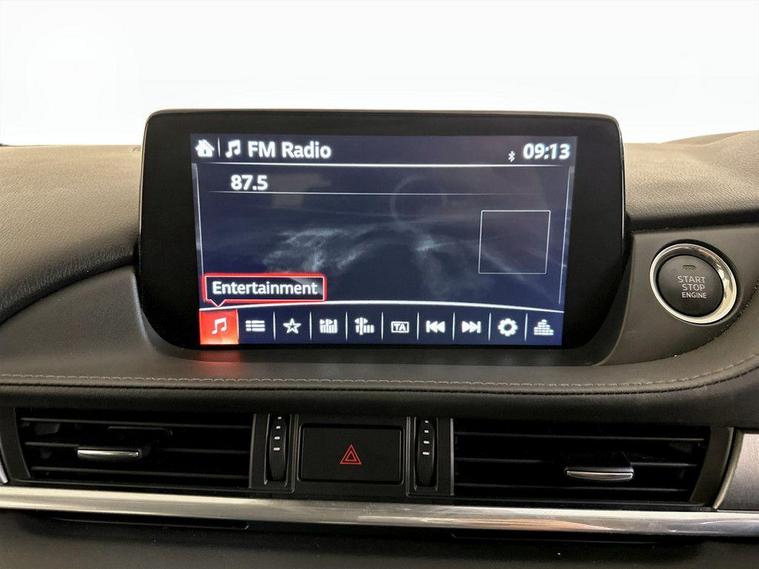 FM Radio 09:13
87.5
Entertainment
TA
START
STOP
ENGINE